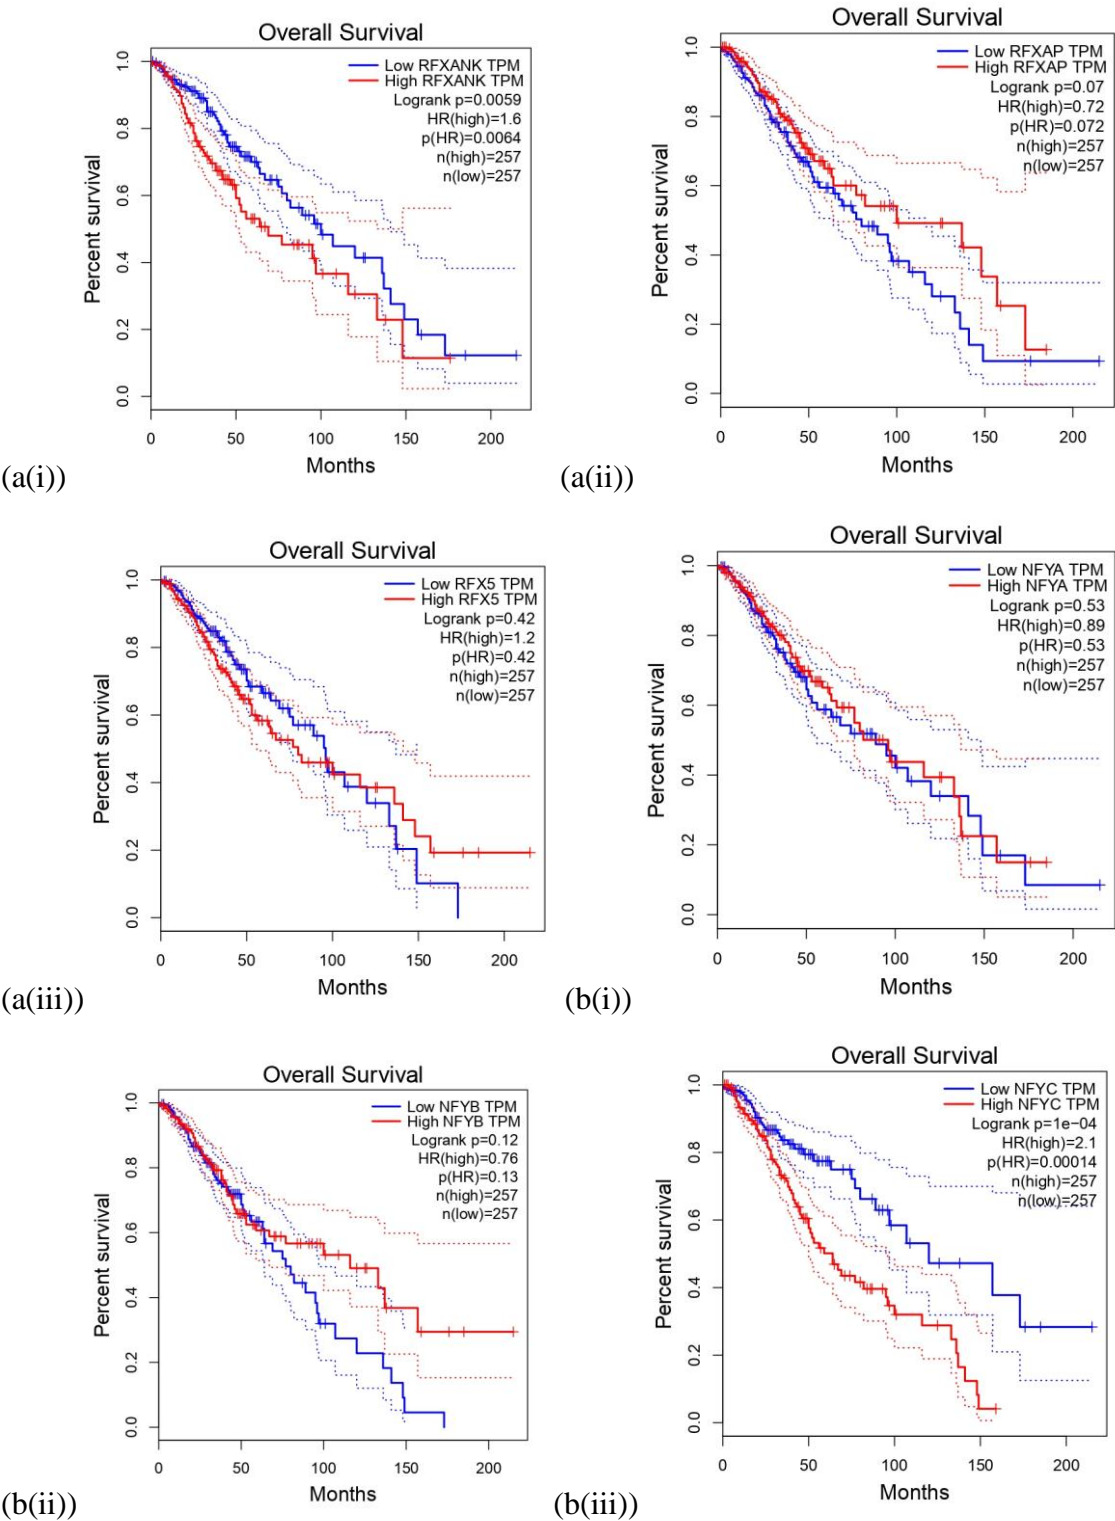 Overall Survival
Low RFXANK TPM
High RFXANK TPM
Logrank p=0.0059
HR(high)=1.6
p(HR)=0.0064
n(high)=257
n(low)=257
Percent survival
0.0 0.2 0.4 0.6 0.8 1.0
0 50 100 150 200
Months
(a(i))
Overall Survival
Low RFXAP TPM
High RFXAP TPM
Logrank p=0.07
HR(high)=0.72
p(HR)=0.072
n(high)=257
n(low)=257
Percent survival
0.0 0.2 0.4 0.6 0.8 1.0
0 50 100 150 200
Months
(a(ii))
Overall Survival
Low RFX5 TPM
High RFX5 TPM
Logrank p=0.42
HR(high)=1.2
p(HR)=0.42
n(high)=257
n(low)=257
Percent survival
0.0 0.2 0.4 0.6 0.8 1.0
0 50 100 150 200
Months
(a(iii))
Overall Survival
Low NFYA TPM
High NFYA TPM
Logrank p=0.53
HR(high)=0.89
p(HR)=0.53
n(high)=257
n(low)=257
Percent survival
0.0 0.2 0.4 0.6 0.8 1.0
0 50 100 150 200
Months
(b(i))
Overall Survival
Low NFYB TPM
High NFYB TPM
Logrank p=0.12
HR(high)=0.76
p(HR)=0.13
n(high)=257
n(low)=257
Percent survival
0.0 0.2 0.4 0.6 0.8 1.0
0 50 100 150 200
Months
(b(ii))
Overall Survival
Low NFYC TPM
High NFYC TPM
Logrank p=1e−04
HR(high)=2.1
p(HR)=0.00014
n(high)=257
n(low)=257
Percent survival
0.0 0.2 0.4 0.6 0.8 1.0
0 50 100 150 200
Months
(b(iii))